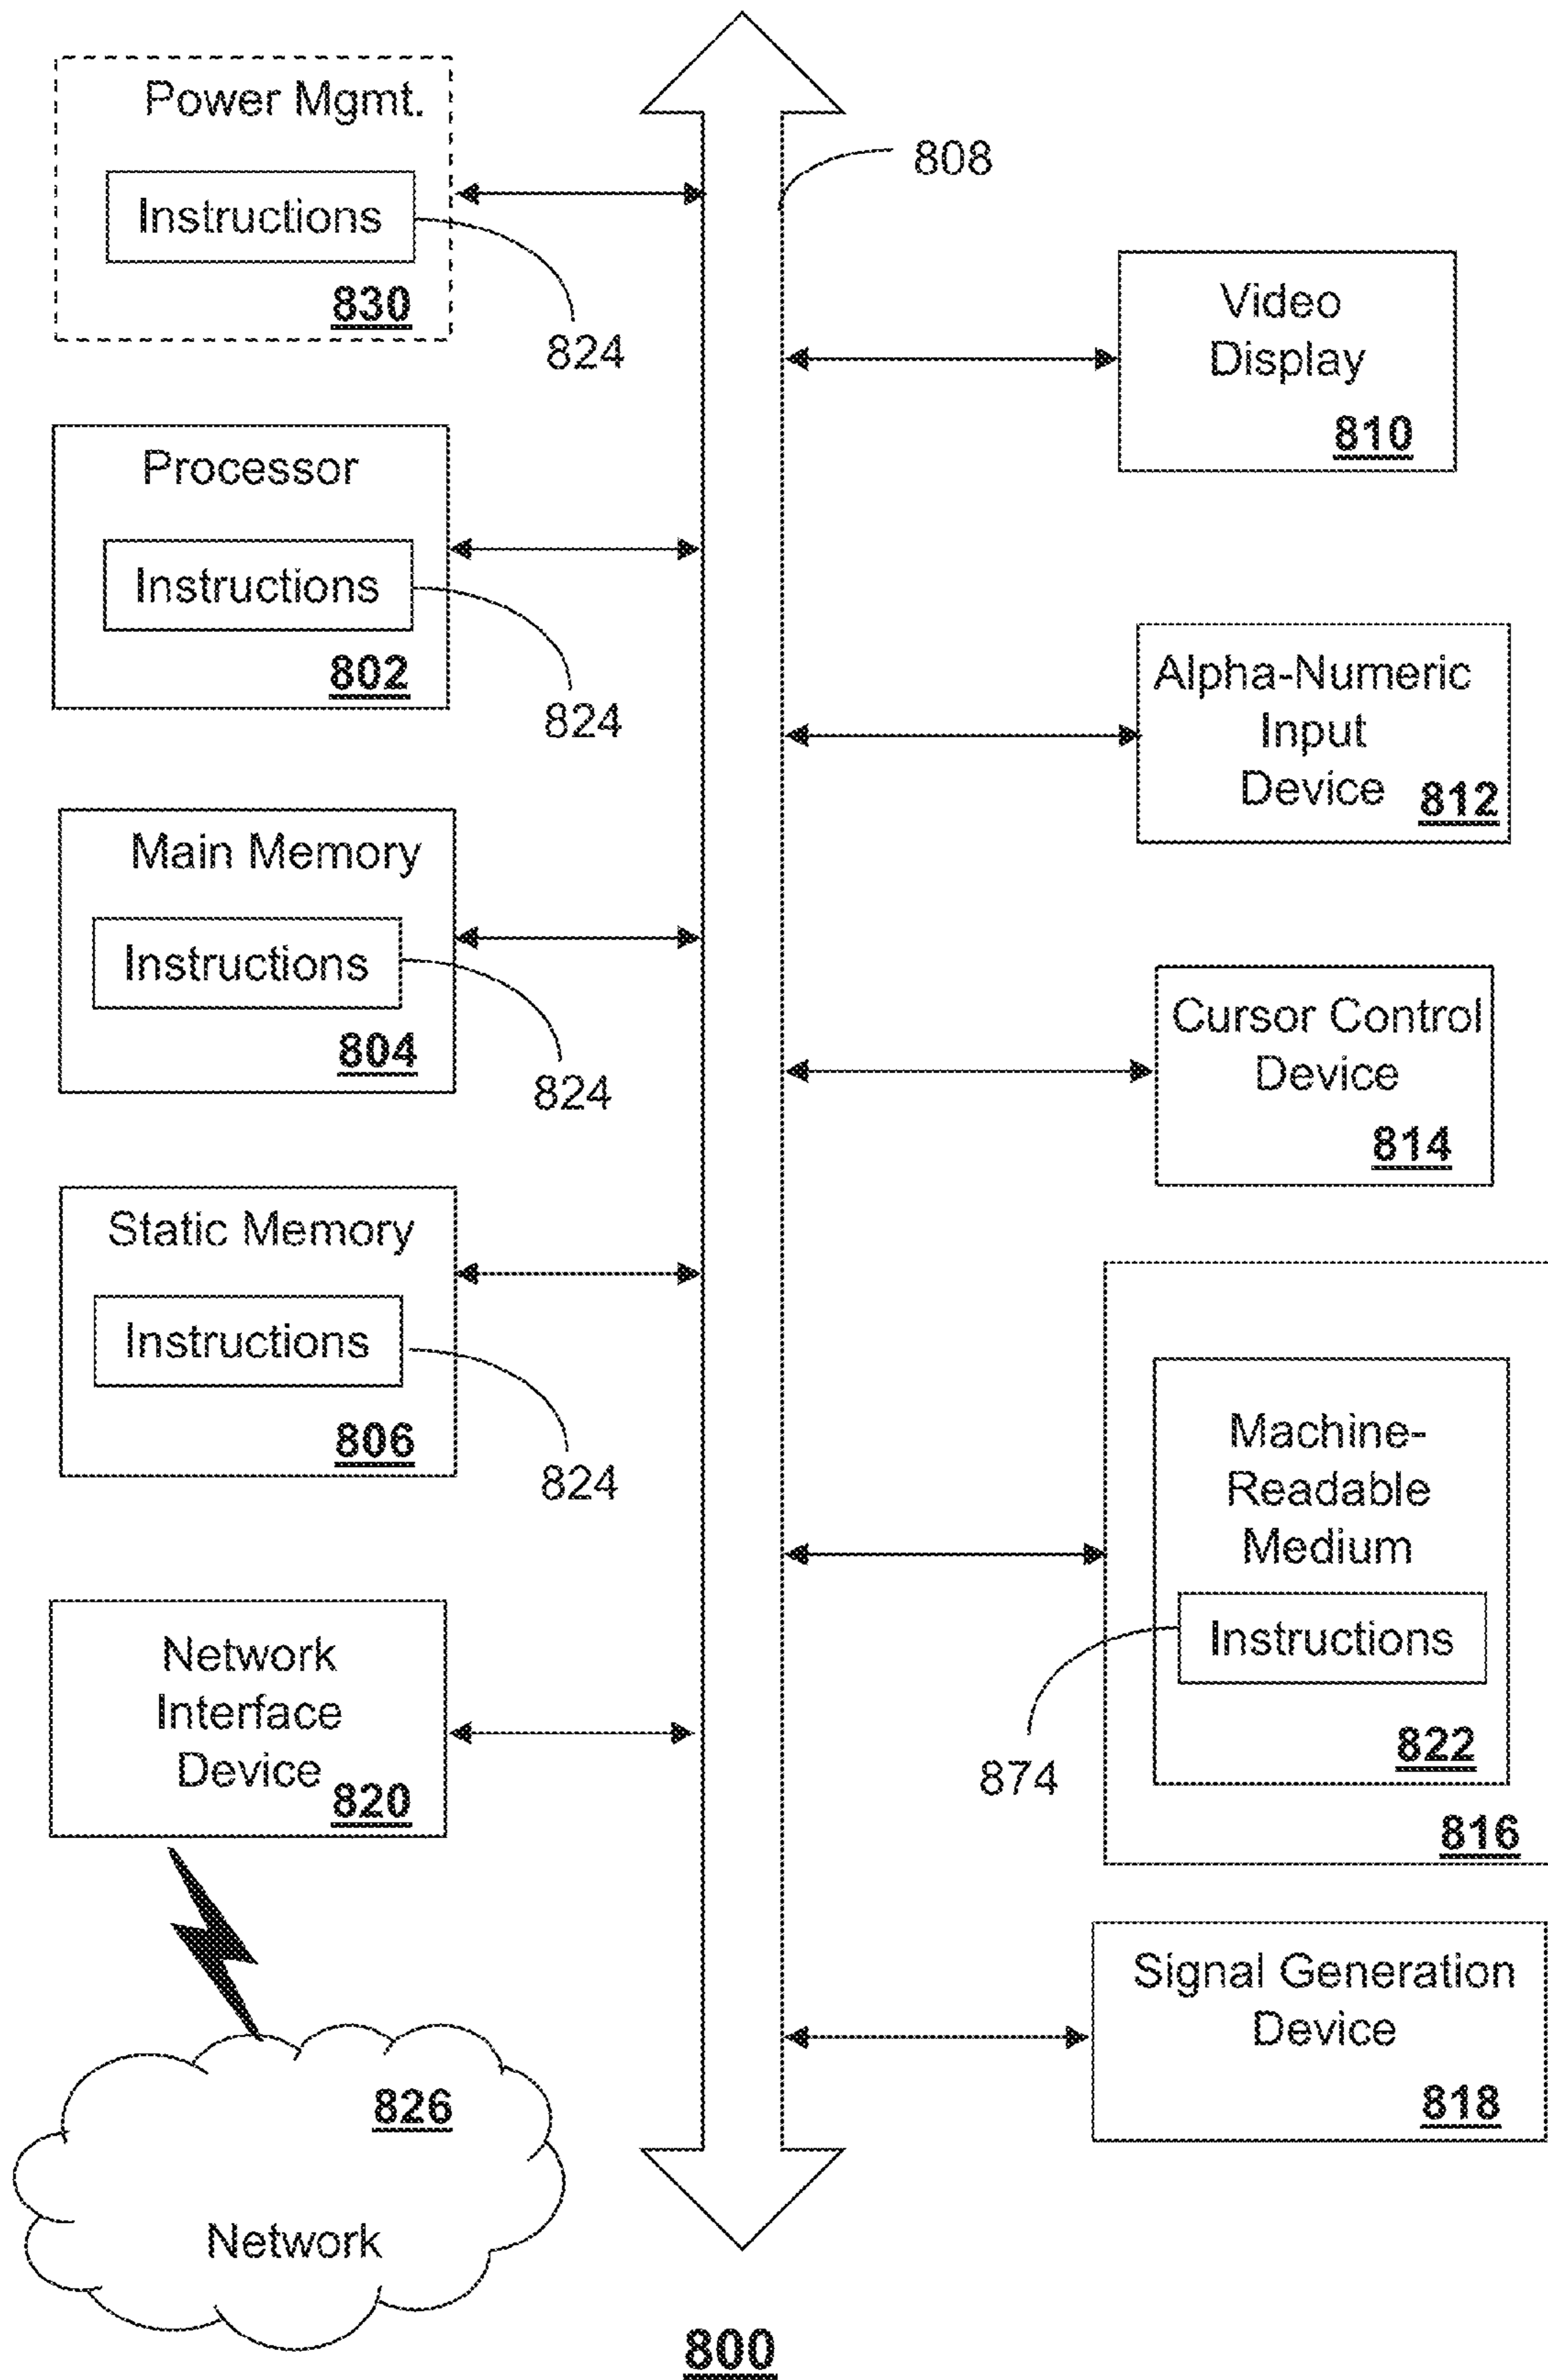 Power Mgmt.
Instructions
830
824
Processor
Instructions
802
824
Main Memory
Instructions
804
824
Static Memory
Instructions
806
824
Network
Interface
Device
820
826
Network
808
Video
Display
810
Alpha-Numeric
Input
Device
812
Cursor Control
Device
814
Machine-
Readable
Medium
Instructions
822
874
816
Signal Generation
Device
818
800